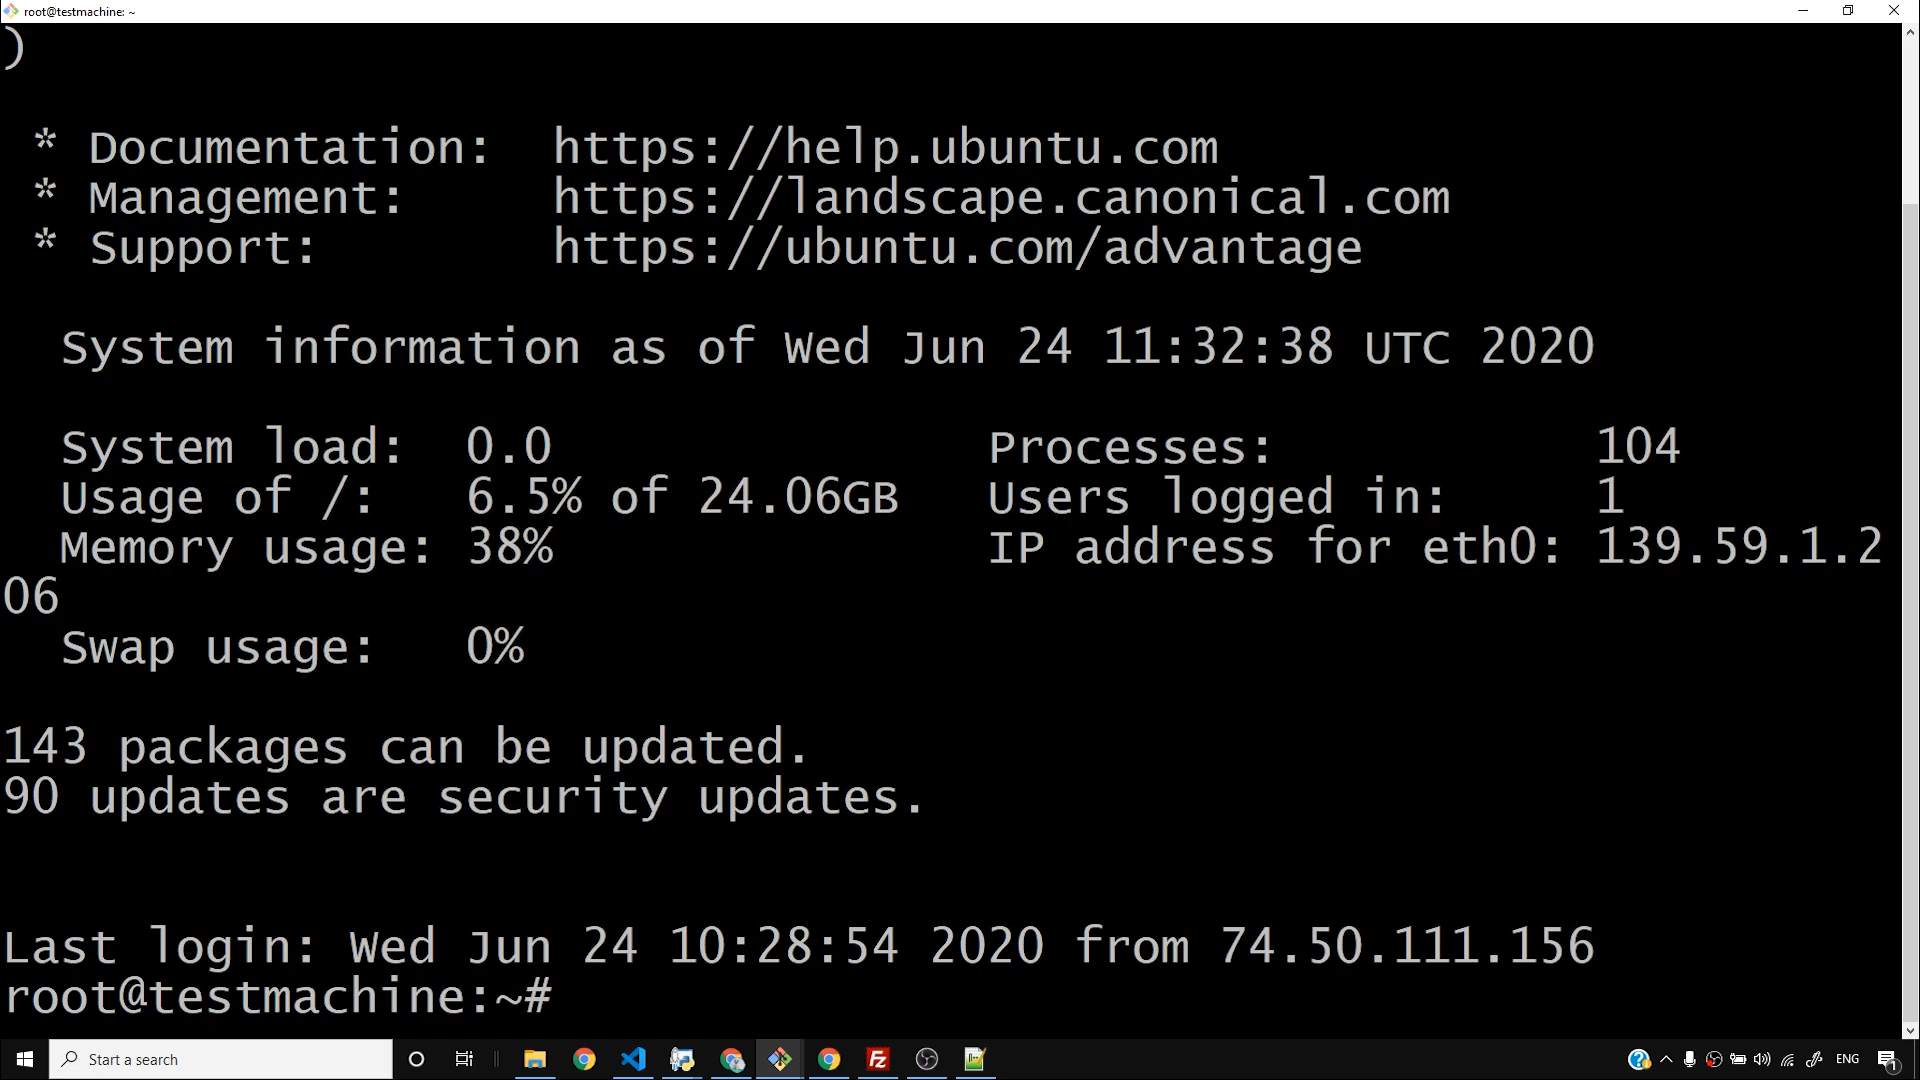 root@testmachine: ~
)
* Documentation: https://help.ubuntu.com
* Management: https://landscape.canonical.com
* Support: https://ubuntu.com/advantage
System information as of Wed Jun 24 11:32:38 UTC 2020
System load: 0.0 Processes: 104
Usage of /: 6.5% of 24.06GB Users logged in: 1
Memory usage: 38% IP address for eth0: 139.59.1.2
06
Swap usage: 0%
143 packages can be updated.
90 updates are security updates.
Last login: Wed Jun 24 10:28:54 2020 from 74.50.111.156
root@testmachine:~#
Start a search
ENG
1